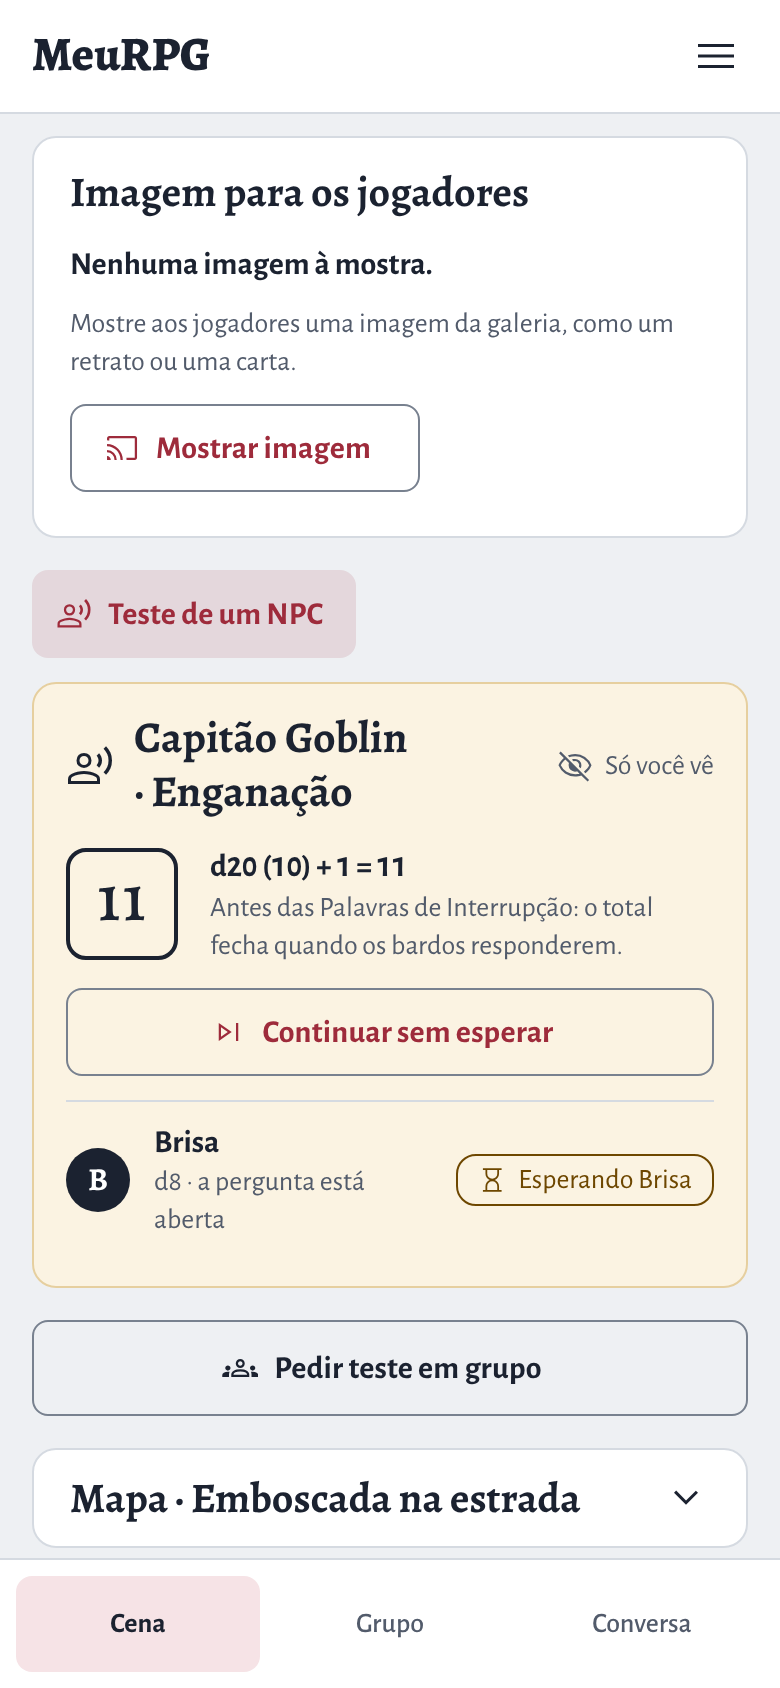 MeuRPG
Imagem para os jogadores
Nenhuma imagem à mostra.
Mostre aos jogadores uma imagem da galeria, como um
retrato ou uma carta.
Mostrar imagem
Teste de um NPC
Capitão Goblin
· Enganação
Só você vê
11
d20 (10) + 1 = 11
Antes das Palavras de Interrupção: o total
fecha quando os bardos responderem.
Continuar sem esperar
B
Brisa
d8 · a pergunta está
aberta
Esperando Brisa
Pedir teste em grupo
Mapa · Emboscada na estrada
Cena
Grupo
Conversa